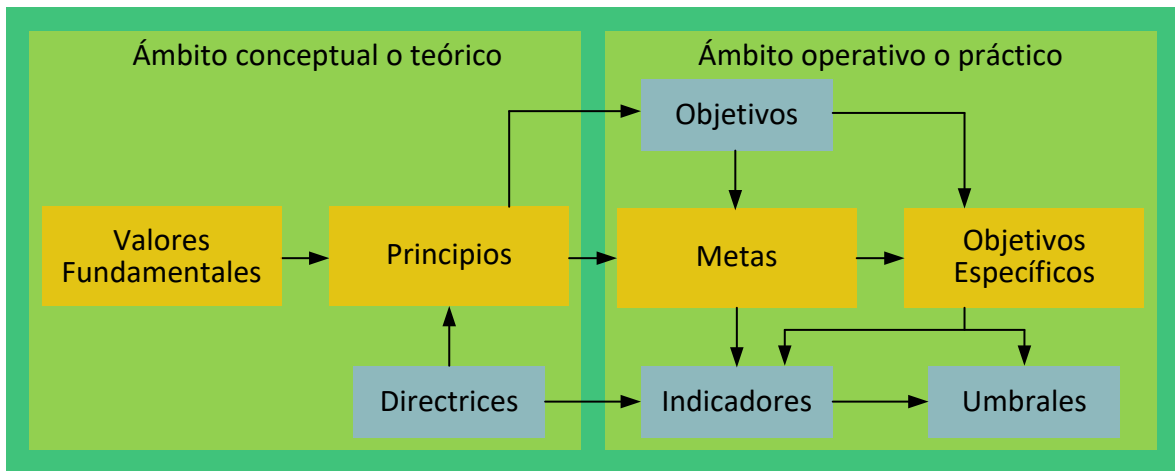 Ámbito conceptual o teórico
Ámbito operativo o práctico
Objetivos
Valores
Fundamentales
Principios
Metas
Objetivos
Específicos
Directrices
Indicadores
Umbrales